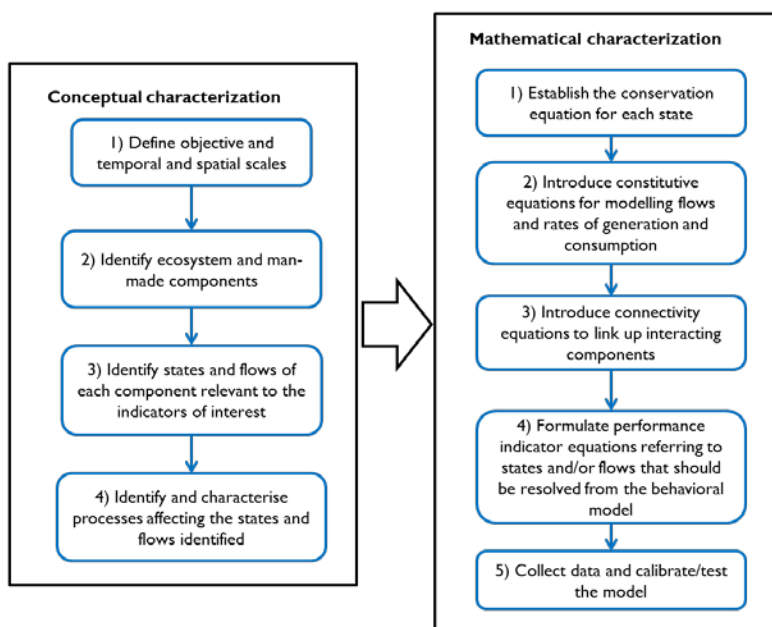 Conceptual characterization
1) Define objective and
temporal and spatial scales
2) Identify ecosystem and man-
made components
3) Identify states and flows of
each component relevant to the
indicators of interest
4) Identify and characterise
processes affecting the states and
flows identified
Mathematical characterization
1) Establish the conservation
equation for each state
2) Introduce constitutive
equations for modelling flows
and rates of generation and
consumption
3) Introduce connectivity
equations to link up interacting
components
4) Formulate performance
indicator equations referring to
states and/or flows that should
be resolved from the behavioral
model
5) Collect data and calibrate/test
the model